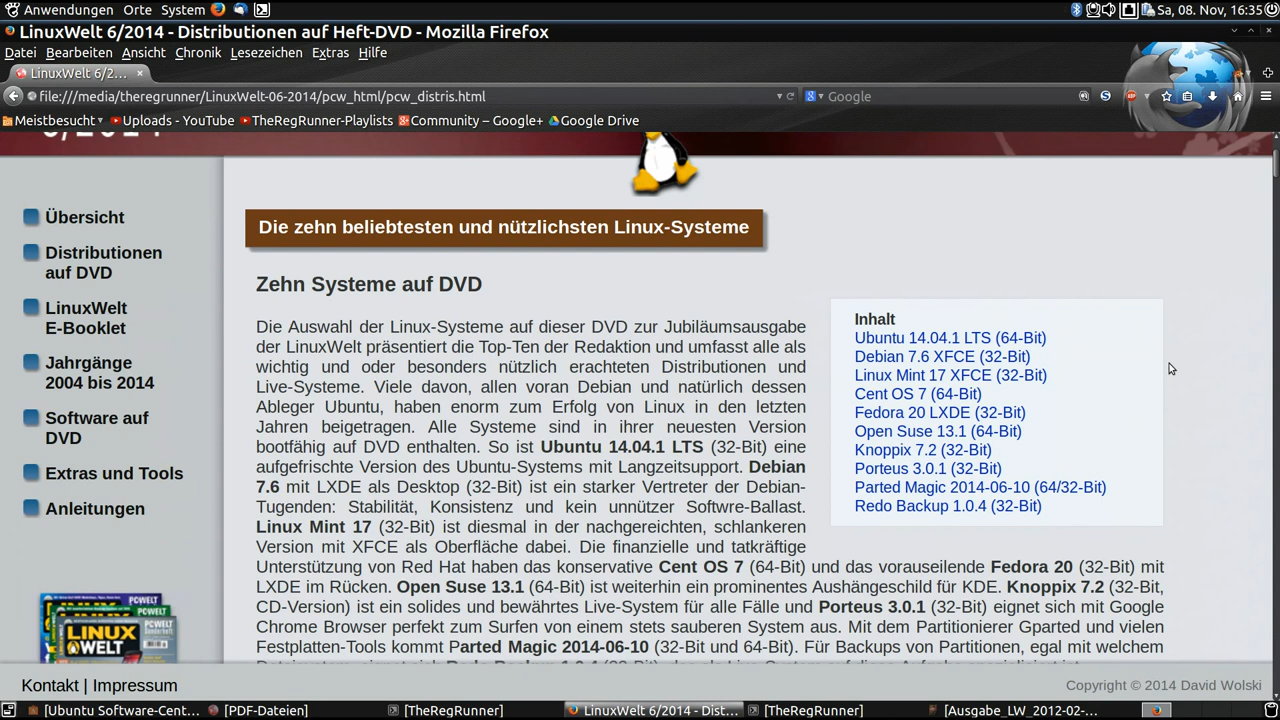 Anwendungen Orte System Sa, 08. Nov, 16:35
LinuxWelt 6/2014 - Distributionen auf Heft-DVD - Mozilla Firefox
Datei Bearbeiten Ansicht Chronik Lesezeichen Extras Hilfe
LinuxWelt 6/2...
file:///media/theregrunner/LinuxWelt-06-2014/pcw_html/pcw_distris.html
Google
Meistbesucht Uploads - YouTube TheRegRunner-Playlists Community – Google+ Google Drive
6/2014
Übersicht
Distributionen
auf DVD
LinuxWelt
E-Booklet
Jahrgänge
2004 bis 2014
Software auf
DVD
Extras und Tools
Anleitungen
Die zehn beliebtesten und nützlichsten Linux-Systeme
Zehn Systeme auf DVD
Die Auswahl der Linux-Systeme auf dieser DVD zur Jubiläumsausgabe
der LinuxWelt präsentiert die Top-Ten der Redaktion und umfasst alle als
wichtig und oder besonders nützlich erachteten Distributionen und
Live-Systeme. Viele davon, allen voran Debian und natürlich dessen
Ableger Ubuntu, haben enorm zum Erfolg von Linux in den letzten
Jahren beigetragen. Alle Systeme sind in ihrer neuesten Version
bootfähig auf DVD enthalten. So ist Ubuntu 14.04.1 LTS (32-Bit) eine
aufgefrischte Version des Ubuntu-Systems mit Langzeitsupport. Debian
7.6 mit LXDE als Desktop (32-Bit) ist ein starker Vertreter der Debian-
Tugenden: Stabilität, Konsistenz und kein unnützer Softwre-Ballast.
Linux Mint 17 (32-Bit) ist diesmal in der nachgereichten, schlankeren
Version mit XFCE als Oberfläche dabei. Die finanzielle und tatkräftige
Unterstützung von Red Hat haben das konservative Cent OS 7 (64-Bit) und das vorauseilende Fedora 20 (32-Bit) mit
LXDE im Rücken. Open Suse 13.1 (64-Bit) ist weiterhin ein prominentes Aushängeschild für KDE. Knoppix 7.2 (32-Bit,
CD-Version) ist ein solides und bewährtes Live-System für alle Fälle und Porteus 3.0.1 (32-Bit) eignet sich mit Google
Chrome Browser perfekt zum Surfen von einem stets sauberen System aus. Mit dem Partitionierer Gparted und vielen
Festplatten-Tools kommt Parted Magic 2014-06-10 (32-Bit und 64-Bit). Für Backups von Partitionen, egal mit welchem
Inhalt
Ubuntu 14.04.1 LTS (64-Bit)
Debian 7.6 XFCE (32-Bit)
Linux Mint 17 XFCE (32-Bit)
Cent OS 7 (64-Bit)
Fedora 20 LXDE (32-Bit)
Open Suse 13.1 (64-Bit)
Knoppix 7.2 (32-Bit)
Porteus 3.0.1 (32-Bit)
Parted Magic 2014-06-10 (64/32-Bit)
Redo Backup 1.0.4 (32-Bit)
PCWELT
LINUX
WELT
Kontakt | Impressum
Copyright © 2014 David Wolski
[Ubuntu Software-Cent... [PDF-Dateien] [TheRegRunner] LinuxWelt 6/2014 - Dist... [TheRegRunner] [Ausgabe_LW_2012-02-...